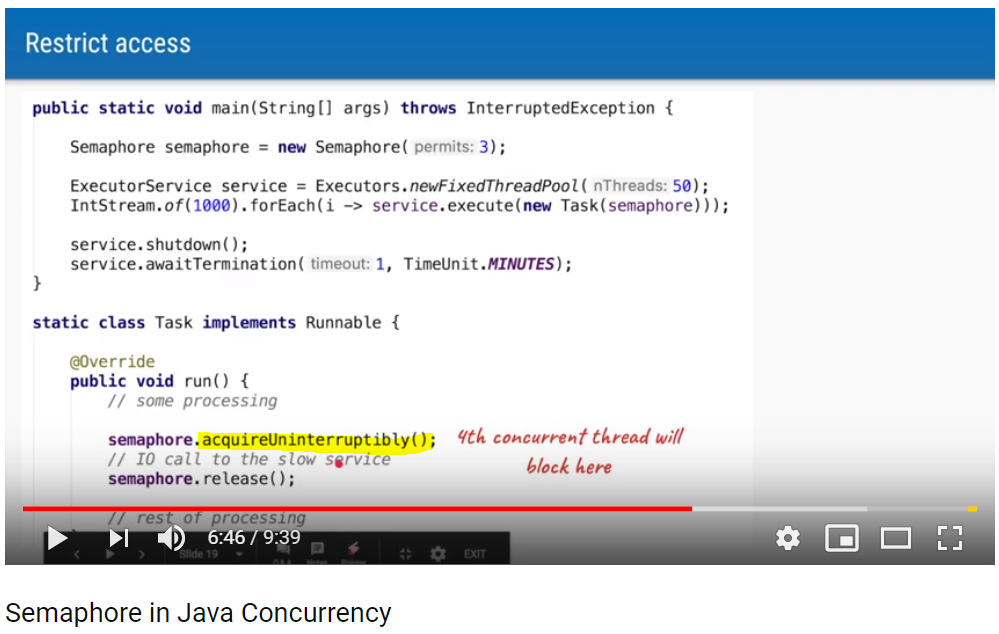 Restrict access
public static void main(String[] args) throws InterruptedException {
Semaphore semaphore = new Semaphore( permits: 3);
ExecutorService service = Executors.newFixedThreadPool( nThreads: 50);
IntStream.of(1000).forEach(i -> service.execute(new Task(semaphore)));
service.shutdown();
service.awaitTermination( timeout: 1, TimeUnit.MINUTES);
}
static class Task implements Runnable {
@Override
public void run() {
// some processing
semaphore.acquireUninterruptibly(); 4th concurrent thread will
block here
// IO call to the slow service
semaphore.release();
// rest of processing
6:46 / 9:39
Slide 19
EXIT
Semaphore in Java Concurrency